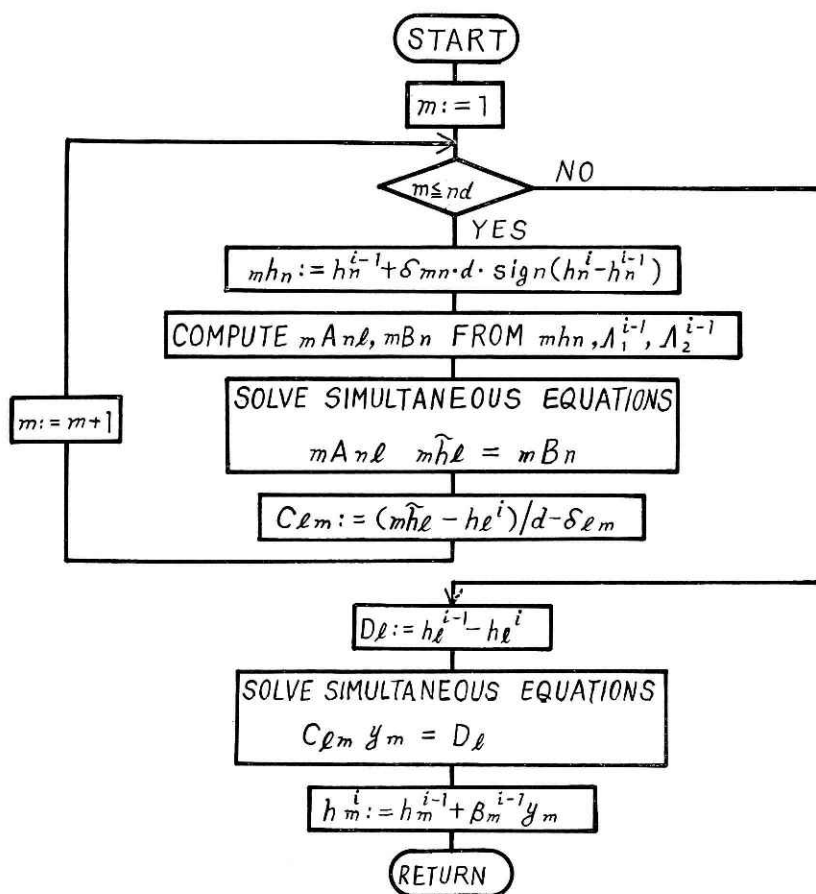 START
m := 1
m ≦ nd
NO
YES
mhn := hn^{i-1} + δmn · d · sign(hn^i − hn^{i-1})
COMPUTE mAnℓ, mBn FROM mhn, Λ1^{i-1}, Λ2^{i-1}
SOLVE SIMULTANEOUS EQUATIONS
mAnℓ m\tilde{h}ℓ = mBn
m := m+1
Cℓm := (m\tilde{h}ℓ − hℓ^i)/d − δℓm
Dℓ := hℓ^{i-1} − hℓ^i
SOLVE SIMULTANEOUS EQUATIONS
Cℓm ym = Dℓ
hm^i := hm^{i-1} + βm^{i-1} ym
RETURN